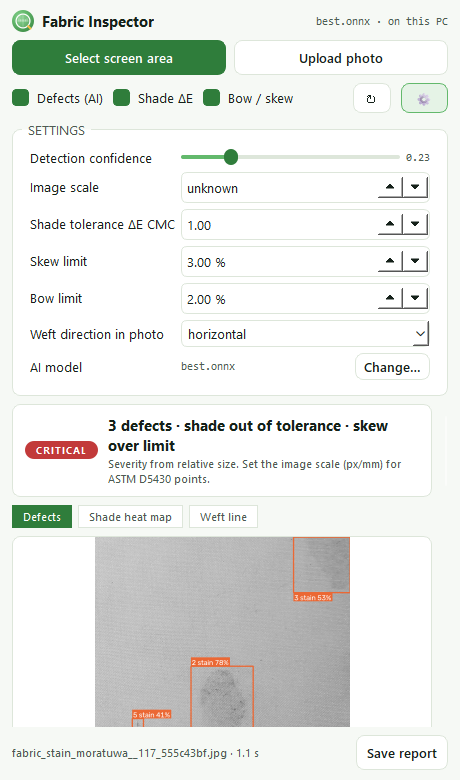 Fabric Inspector
best.onnx · on this PC
Select screen area
Upload photo
Defects (AI)
Shade ΔE
Bow / skew
SETTINGS
Detection confidence
0.23
Image scale
unknown
Shade tolerance ΔE CMC
1.00
Skew limit
3.00 %
Bow limit
2.00 %
Weft direction in photo
horizontal
AI model
best.onnx
Change...
CRITICAL
3 defects · shade out of tolerance · skew
over limit
Severity from relative size. Set the image scale (px/mm) for
ASTM D5430 points.
Defects
Shade heat map
Weft line
3 stain 53%
2 stain 78%
5 stain 41%
fabric_stain_moratuwa__117_555c43bf.jpg · 1.1 s
Save report